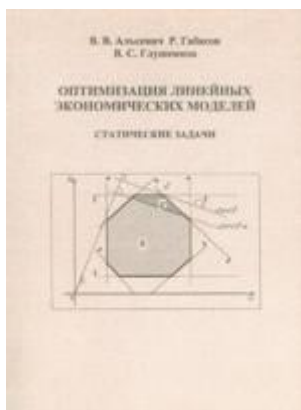 В. В. Альсевич Р. Габасов
В. С. Глушенков
ОПТИМИЗАЦИЯ ЛИНЕЙНЫХ
ЭКОНОМИЧЕСКИХ МОДЕЛЕЙ
СТАТИЧЕСКИЕ ЗАДАЧИ